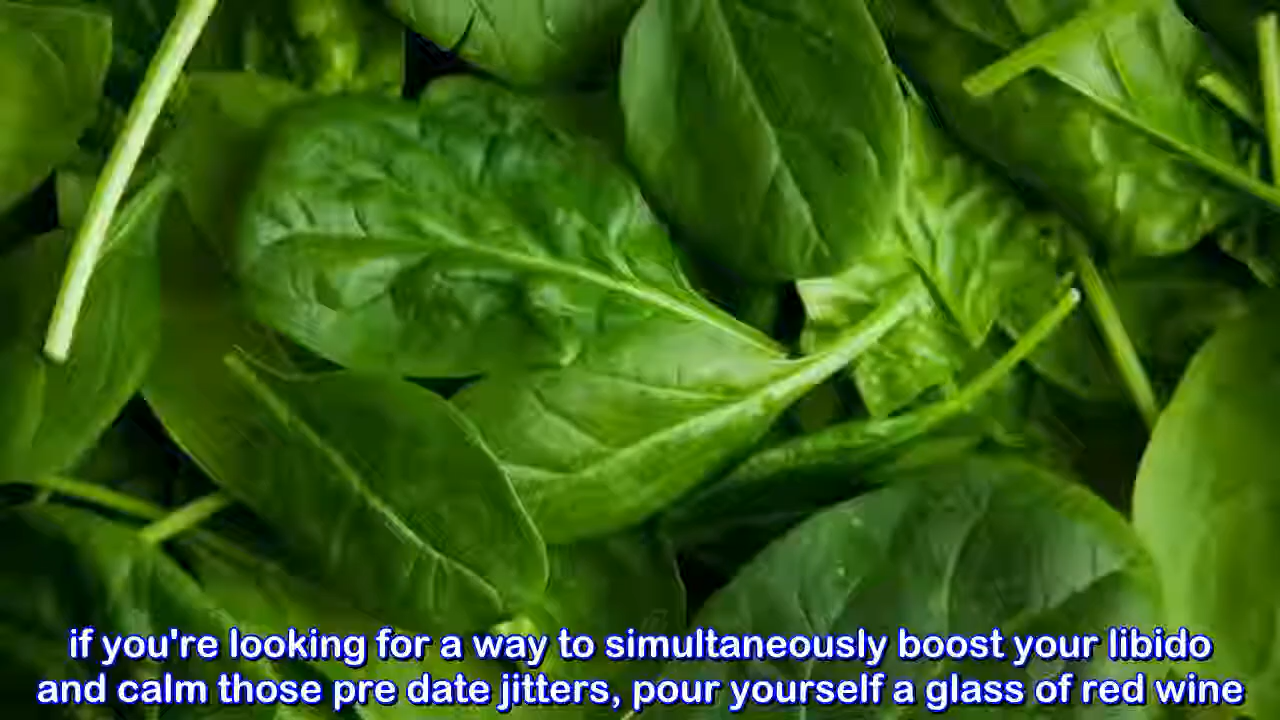 if you're looking for a way to simultaneously boost your libido
and calm those pre date jitters, pour yourself a glass of red wine